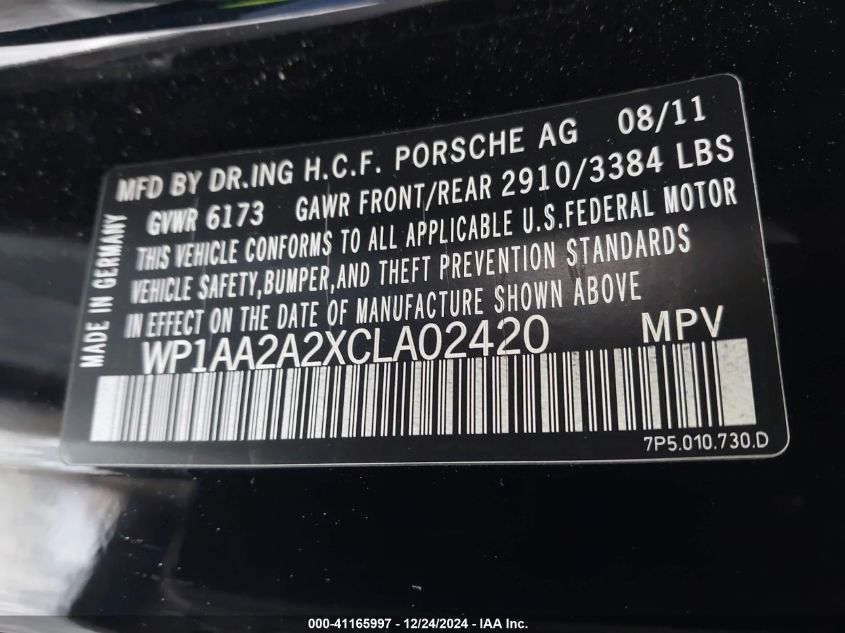 MFD BY DR.ING H.C.F. PORSCHE AG 08/11
GVWR 6173 GAWR FRONT/REAR 2910/3384 LBS
THIS VEHICLE CONFORMS TO ALL APPLICABLE U.S.FEDERAL MOTOR
VEHICLE SAFETY,BUMPER,AND THEFT PREVENTION STANDARDS
IN EFFECT ON THE DATE OF MANUFACTURE SHOWN ABOVE
MADE IN GERMANY
WP1AA2A2XCLA02420 MPV
7P5.010.730.D
000-41165997 - 12/24/2024 - IAA Inc.